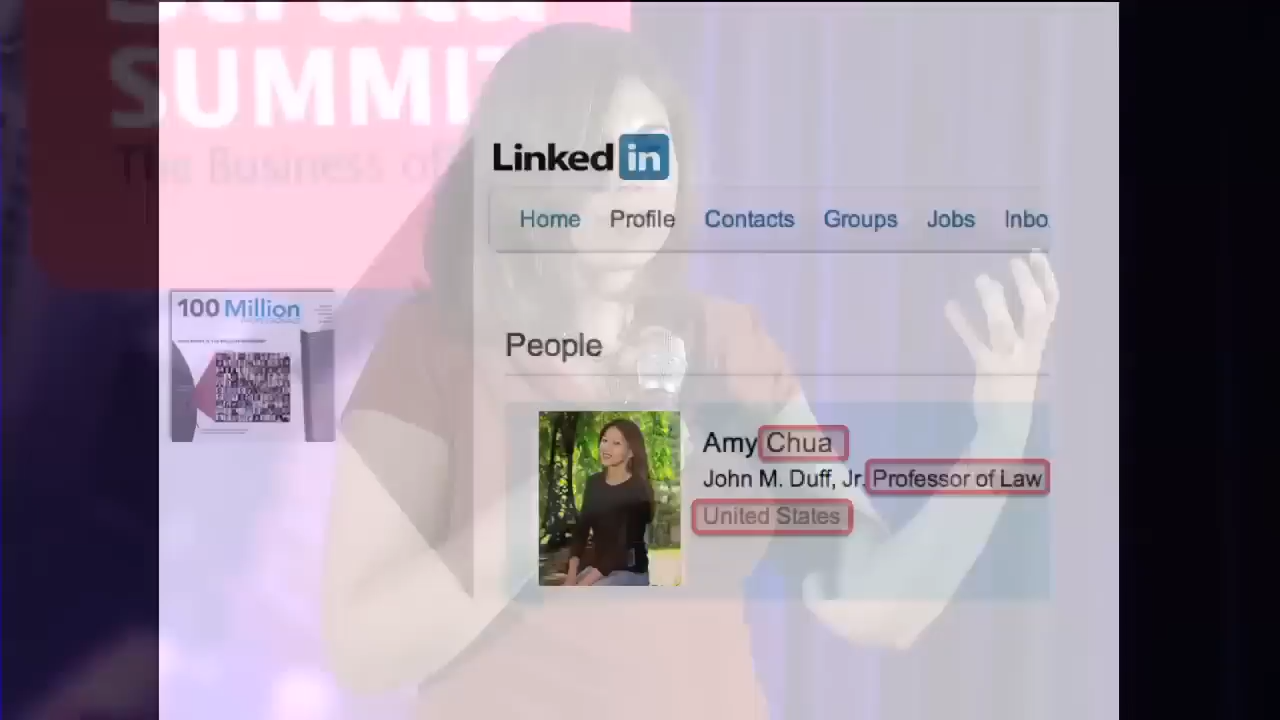 Strata
SUMMIT
The Business of
LinkedIn
Home Profile Contacts Groups Jobs Inbo
100 Million
People
Amy Chua
John M. Duff, Jr. Professor of Law
United States